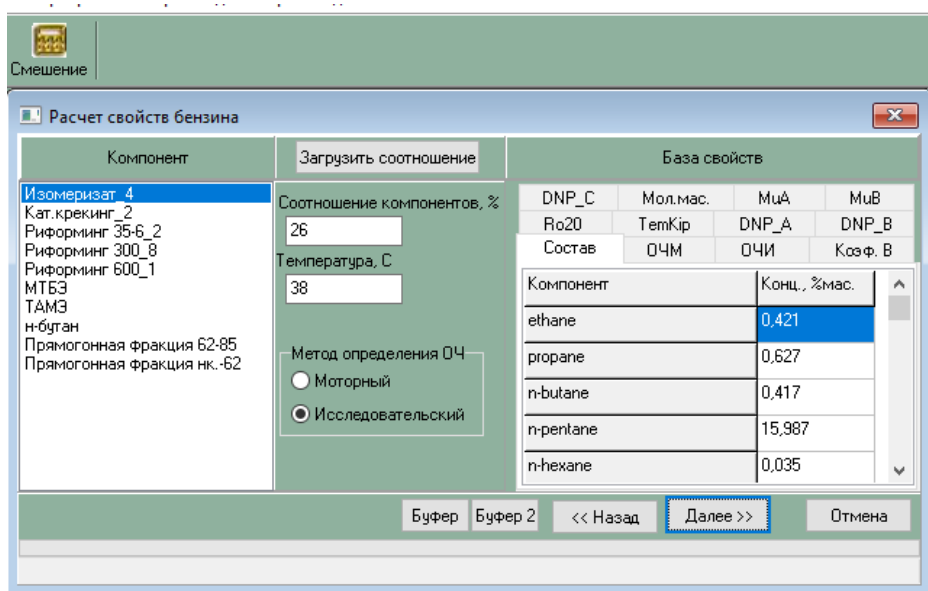 Смешение
Расчет свойств бензина
Компонент
Загрузить соотношение
База свойств
Изомеризат_4
Кат.крекинг_2
Риформинг 35-6_2
Риформинг 300_8
Риформинг 600_1
МТБЭ
ТАМЭ
н-бутан
Прямогонная фракция 62-85
Прямогонная фракция нк.-62
Соотношение компонентов, %
26
Температура, С
38
Метод определения ОЧ
Моторный
Исследовательский
DNP_C Мол.мас. MuA MuB
Ro20 TemKip DNP_A DNP_B
Состав ОЧМ ОЧИ Коэф. В
Компонент Конц., %мас.
ethane 0,421
propane 0,627
n-butane 0,417
n-pentane 15,987
n-hexane 0,035
Буфер Буфер 2 << Назад Далее >> Отмена